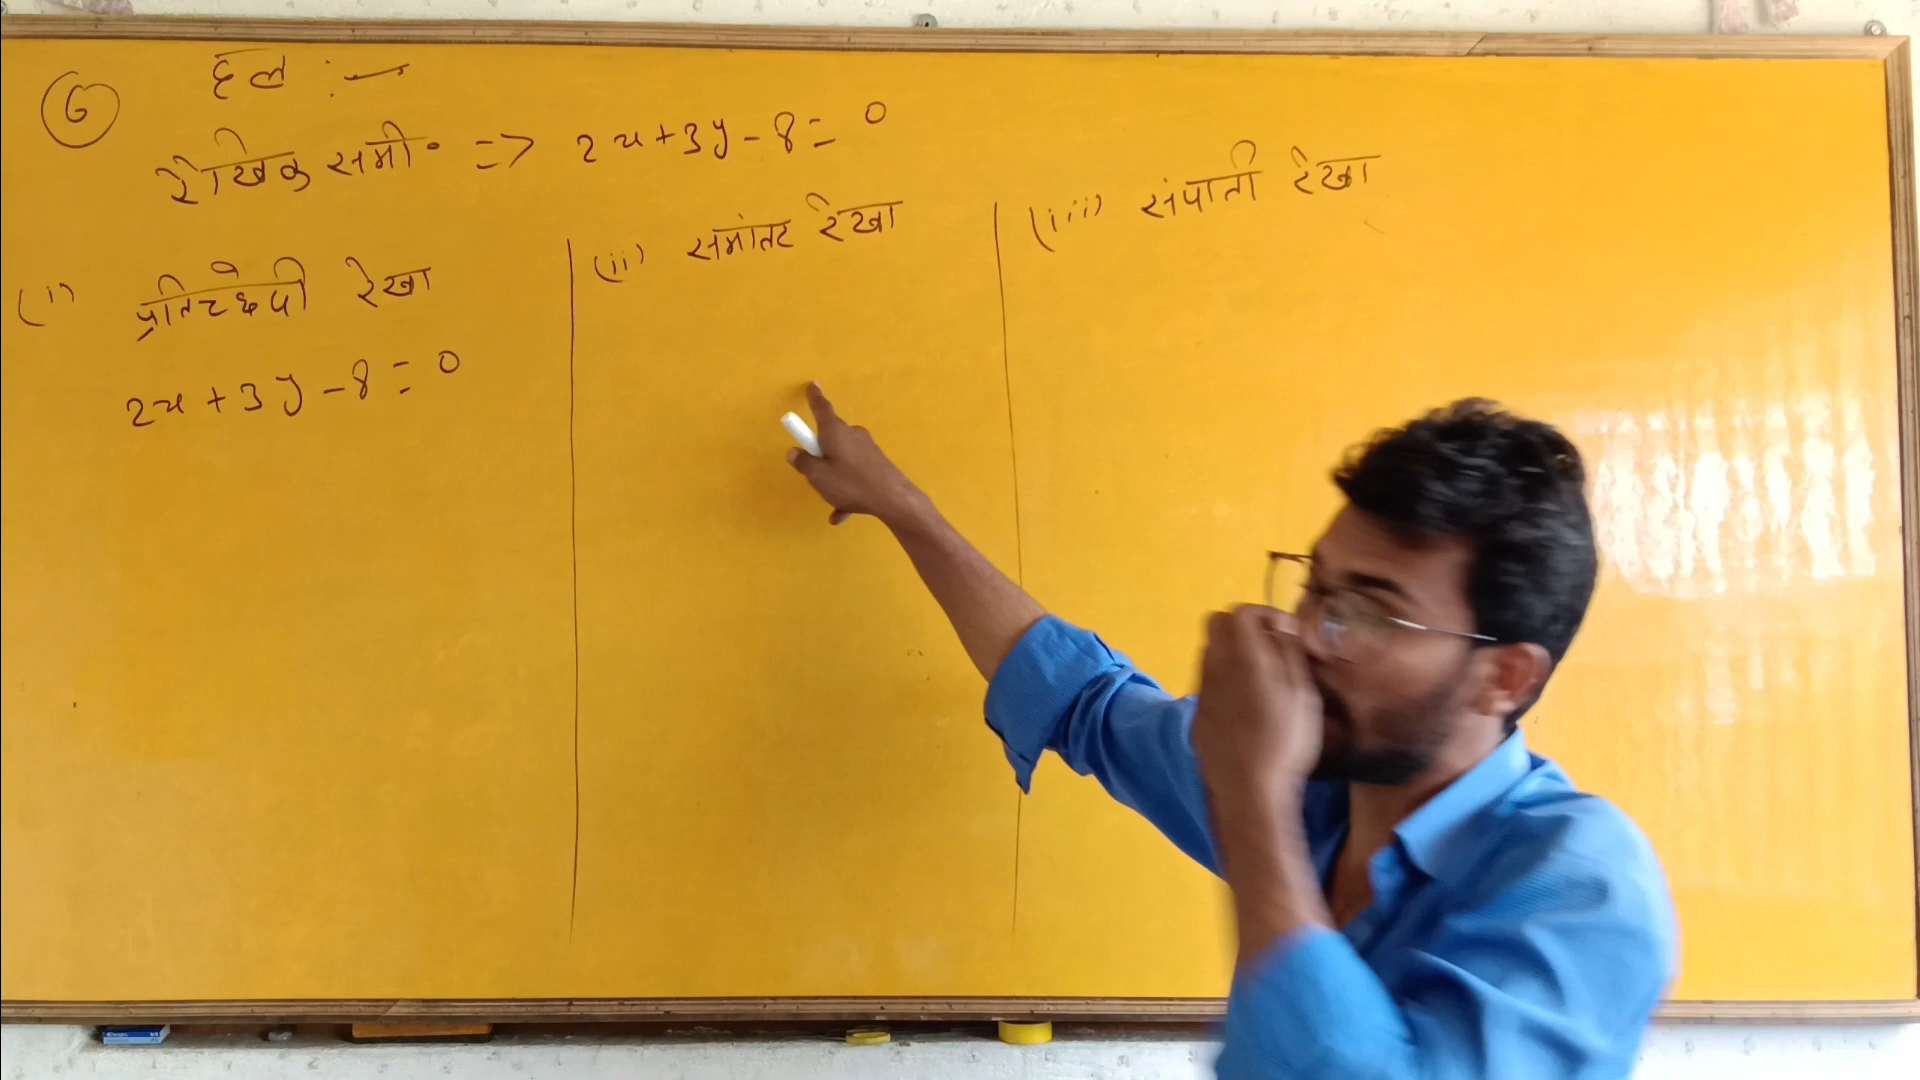 6 हल :-
रैखिक समी० => 2x+3y-8=0
(i) प्रतिच्छेदी रेखा
2x+3y-8=0
(ii) समांतर रेखा
(iii) संपाती रेखा